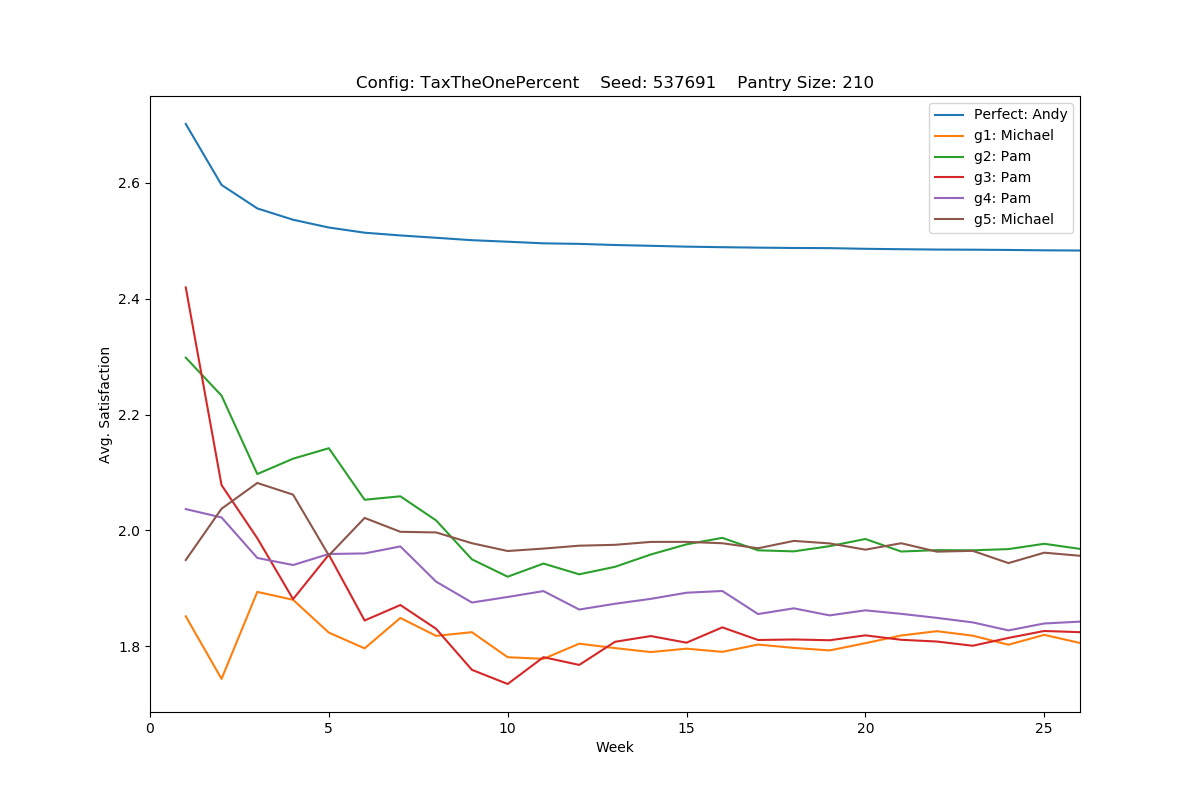 Config: TaxTheOnePercent    Seed: 537691    Pantry Size: 210
Perfect: Andy
g1: Michael
g2: Pam
g3: Pam
g4: Pam
g5: Michael
2.6
2.4
2.2
2.0
1.8
Avg. Satisfaction
0 5 10 15 20 25
Week